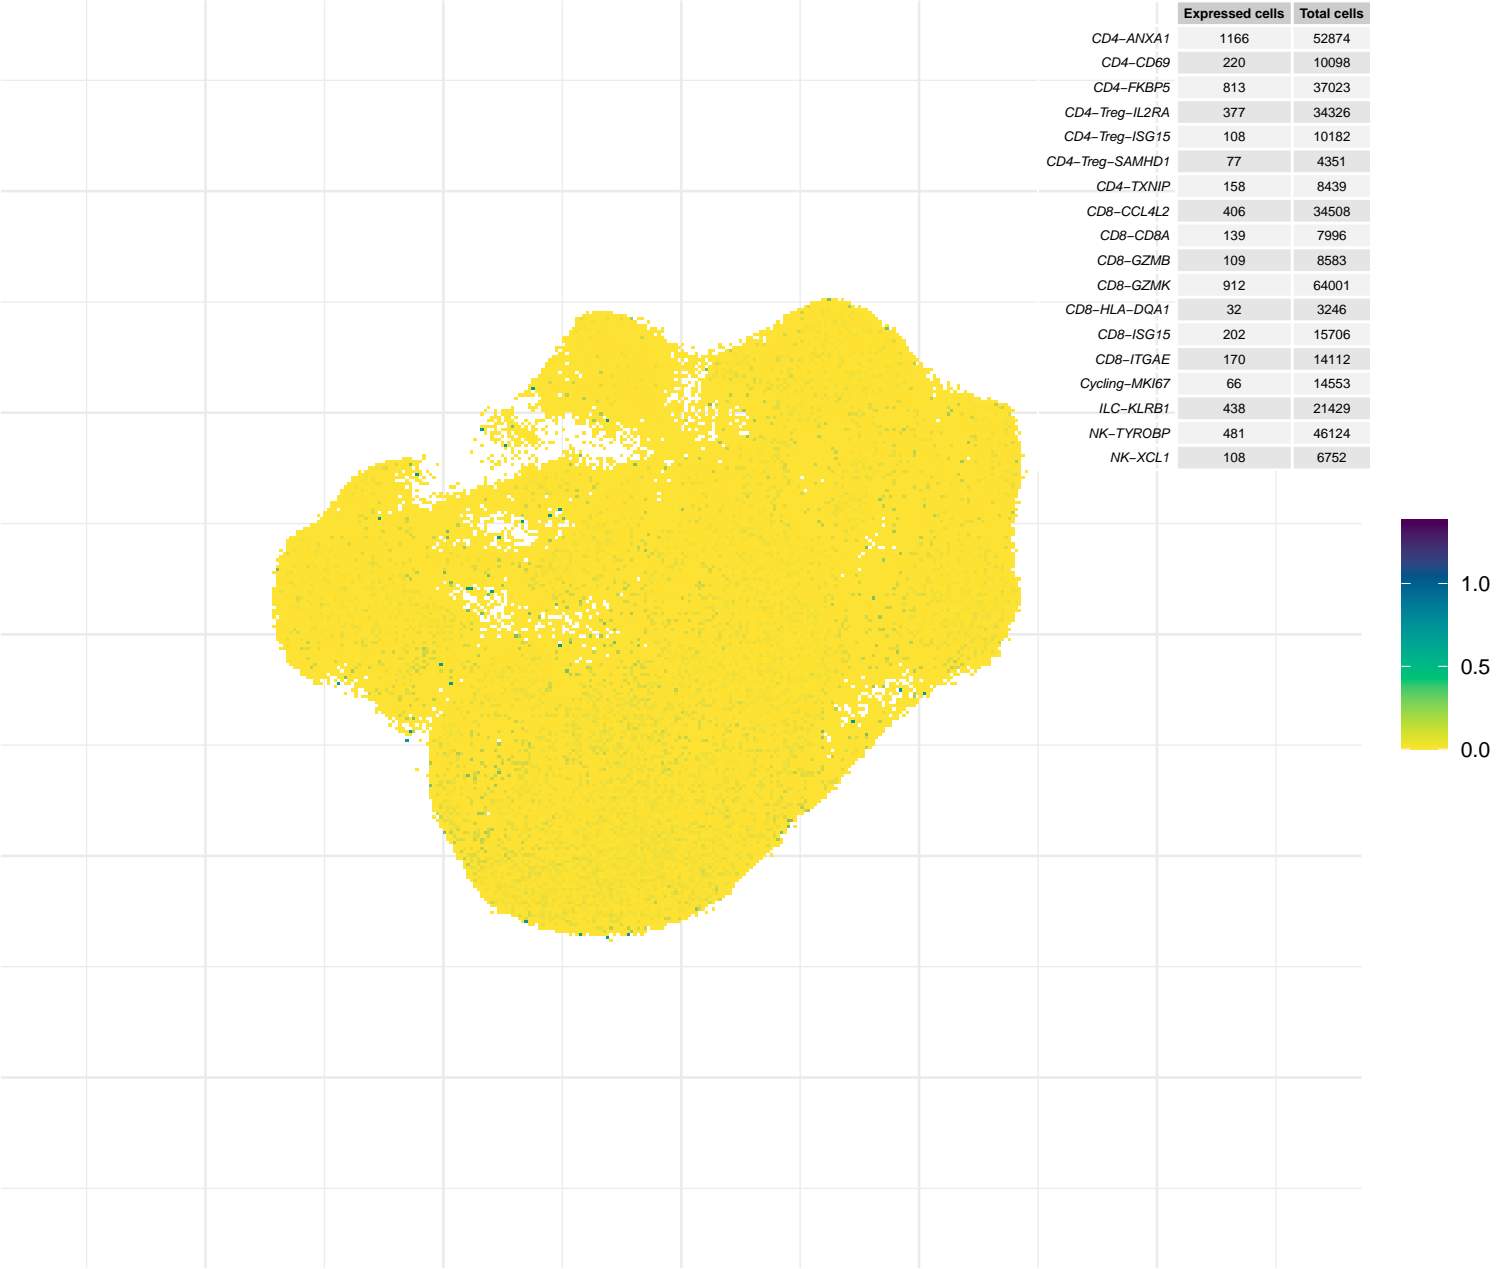 Expressed cells Total cells
CD4−ANXA1 1166 52874
CD4−CD69 220 10098
CD4−FKBP5 813 37023
CD4−Treg−IL2RA 377 34326
CD4−Treg−ISG15 108 10182
CD4−Treg−SAMHD1 77 4351
CD4−TXNIP 158 8439
CD8−CCL4L2 406 34508
CD8−CD8A 139 7996
CD8−GZMB 109 8583
CD8−GZMK 912 64001
CD8−HLA−DQA1 32 3246
CD8−ISG15 202 15706
CD8−ITGAE 170 14112
Cycling−MKI67 66 14553
ILC−KLRB1 438 21429
NK−TYROBP 481 46124
NK−XCL1 108 6752
1.0
0.5
0.0